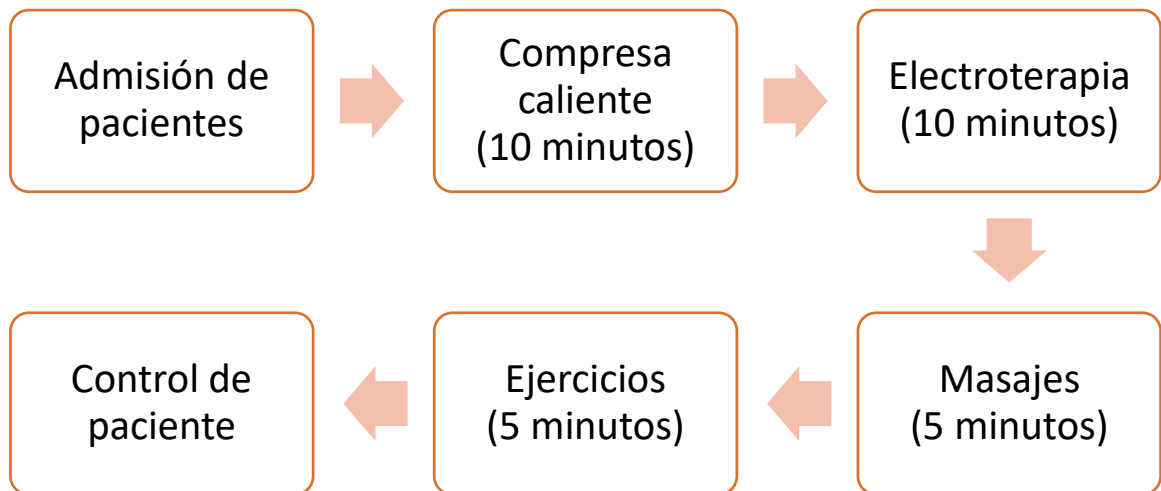 Admisión de
pacientes
Compresa
caliente
(10 minutos)
Electroterapia
(10 minutos)
Masajes
(5 minutos)
Ejercicios
(5 minutos)
Control de
paciente